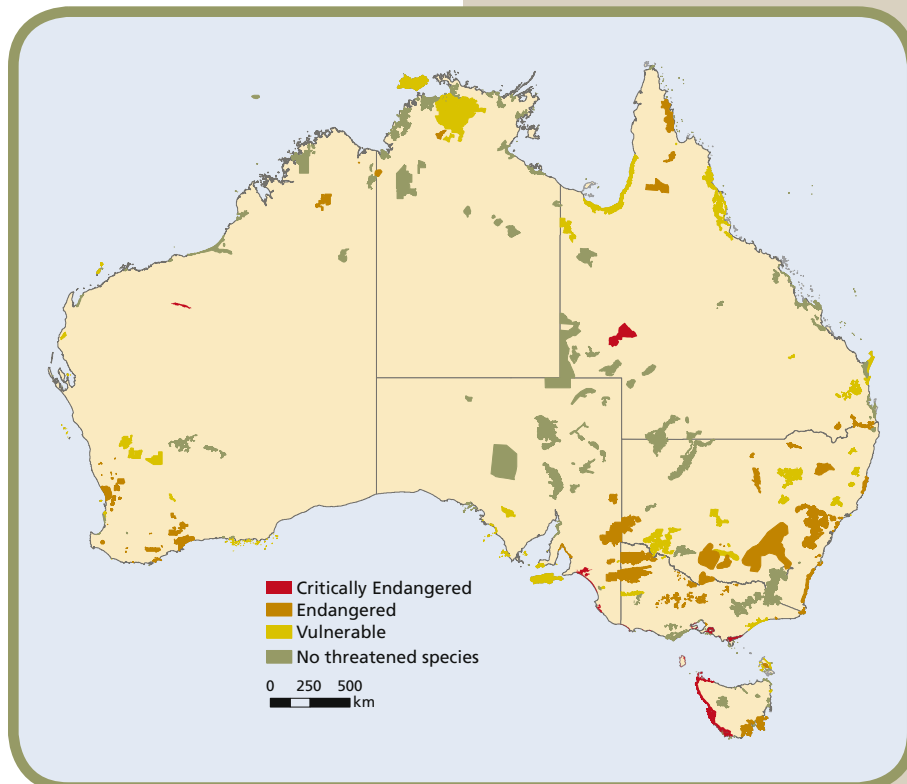 Critically Endangered
Endangered
Vulnerable
No threatened species
0 250 500
km